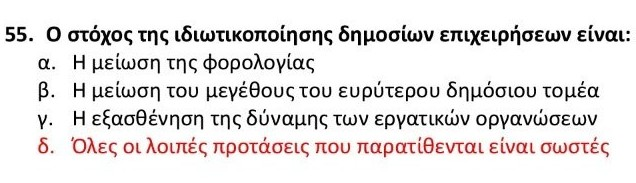 55. Ο στόχος της ιδιωτικοποίησης δημοσίων επιχειρήσεων είναι:
α. Η μείωση της φορολογίας
β. Η μείωση του μεγέθους του ευρύτερου δημόσιου τομέα
γ. Η εξασθένηση της δύναμης των εργατικών οργανώσεων
δ. Όλες οι λοιπές προτάσεις που παρατίθενται είναι σωστές